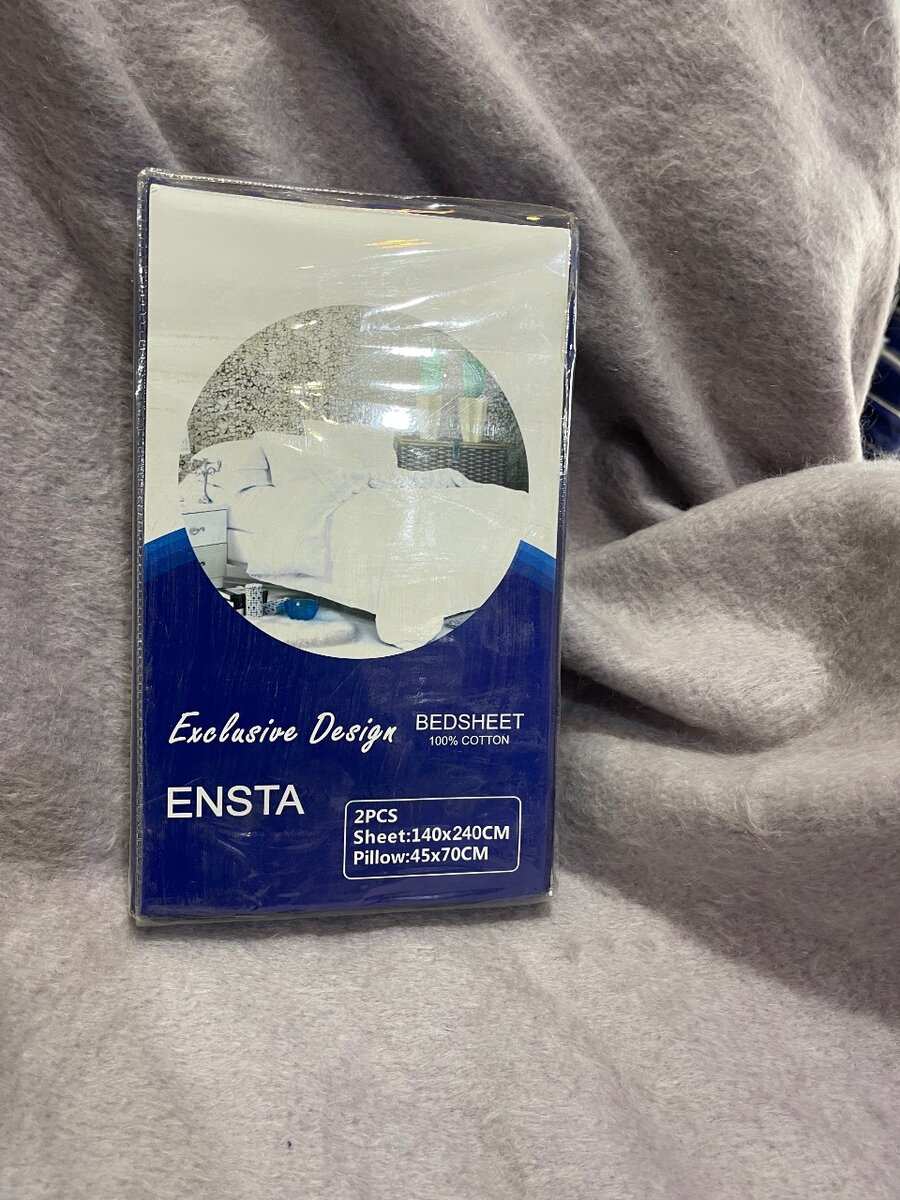 Exclusive Design
BEDSHEET
100% COTTON
ENSTA
2PCS
Sheet:140x240CM
Pillow:45x70CM